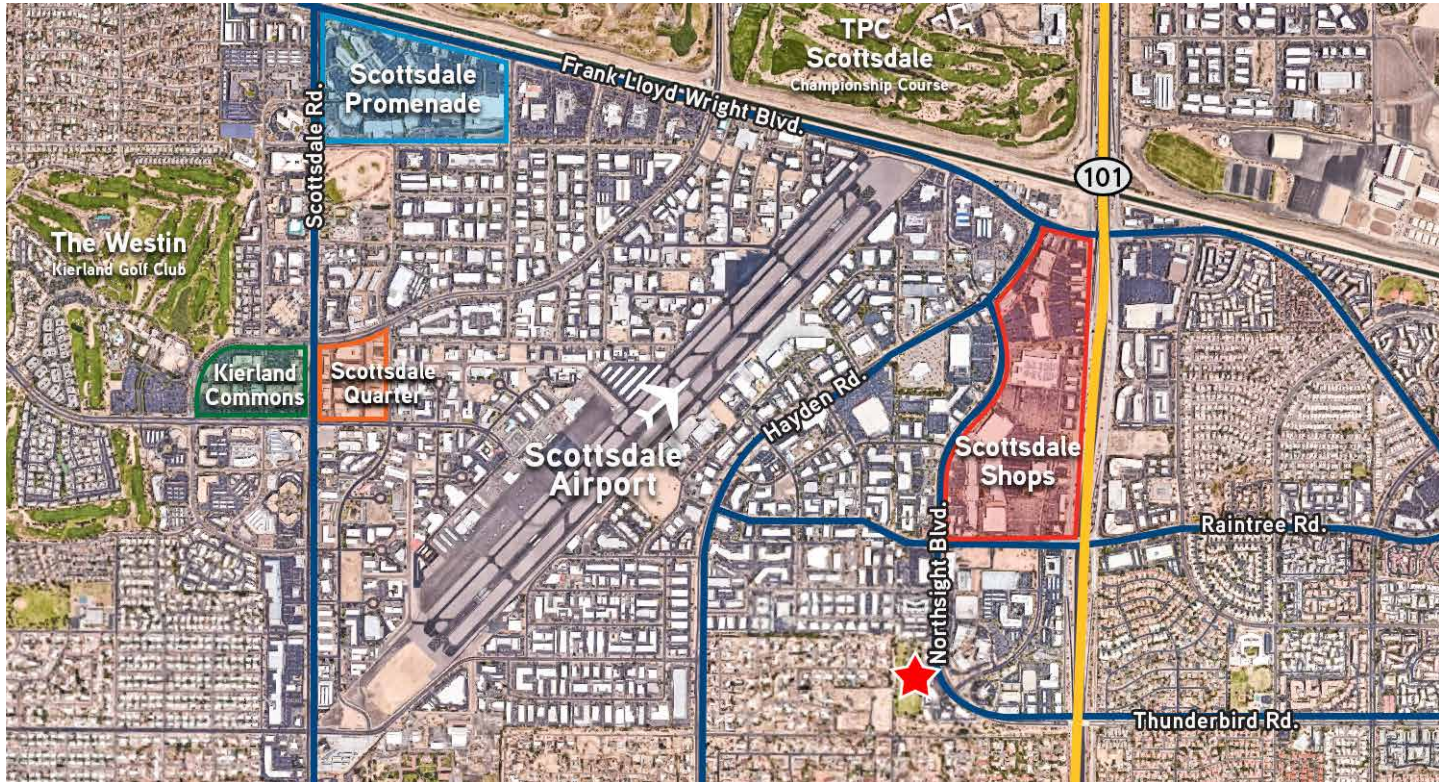 TPC
Scottsdale
Championship Course
Scottsdale
Promenade
Frank Lloyd Wright Blvd.
Scottsdale Rd.
101
The Westin
Kierland Golf Club
Kierland
Commons
Scottsdale
Quarter
Hayden Rd.
Scottsdale
Airport
Scottsdale
Shops
Northsight Blvd.
Raintree Rd.
Thunderbird Rd.